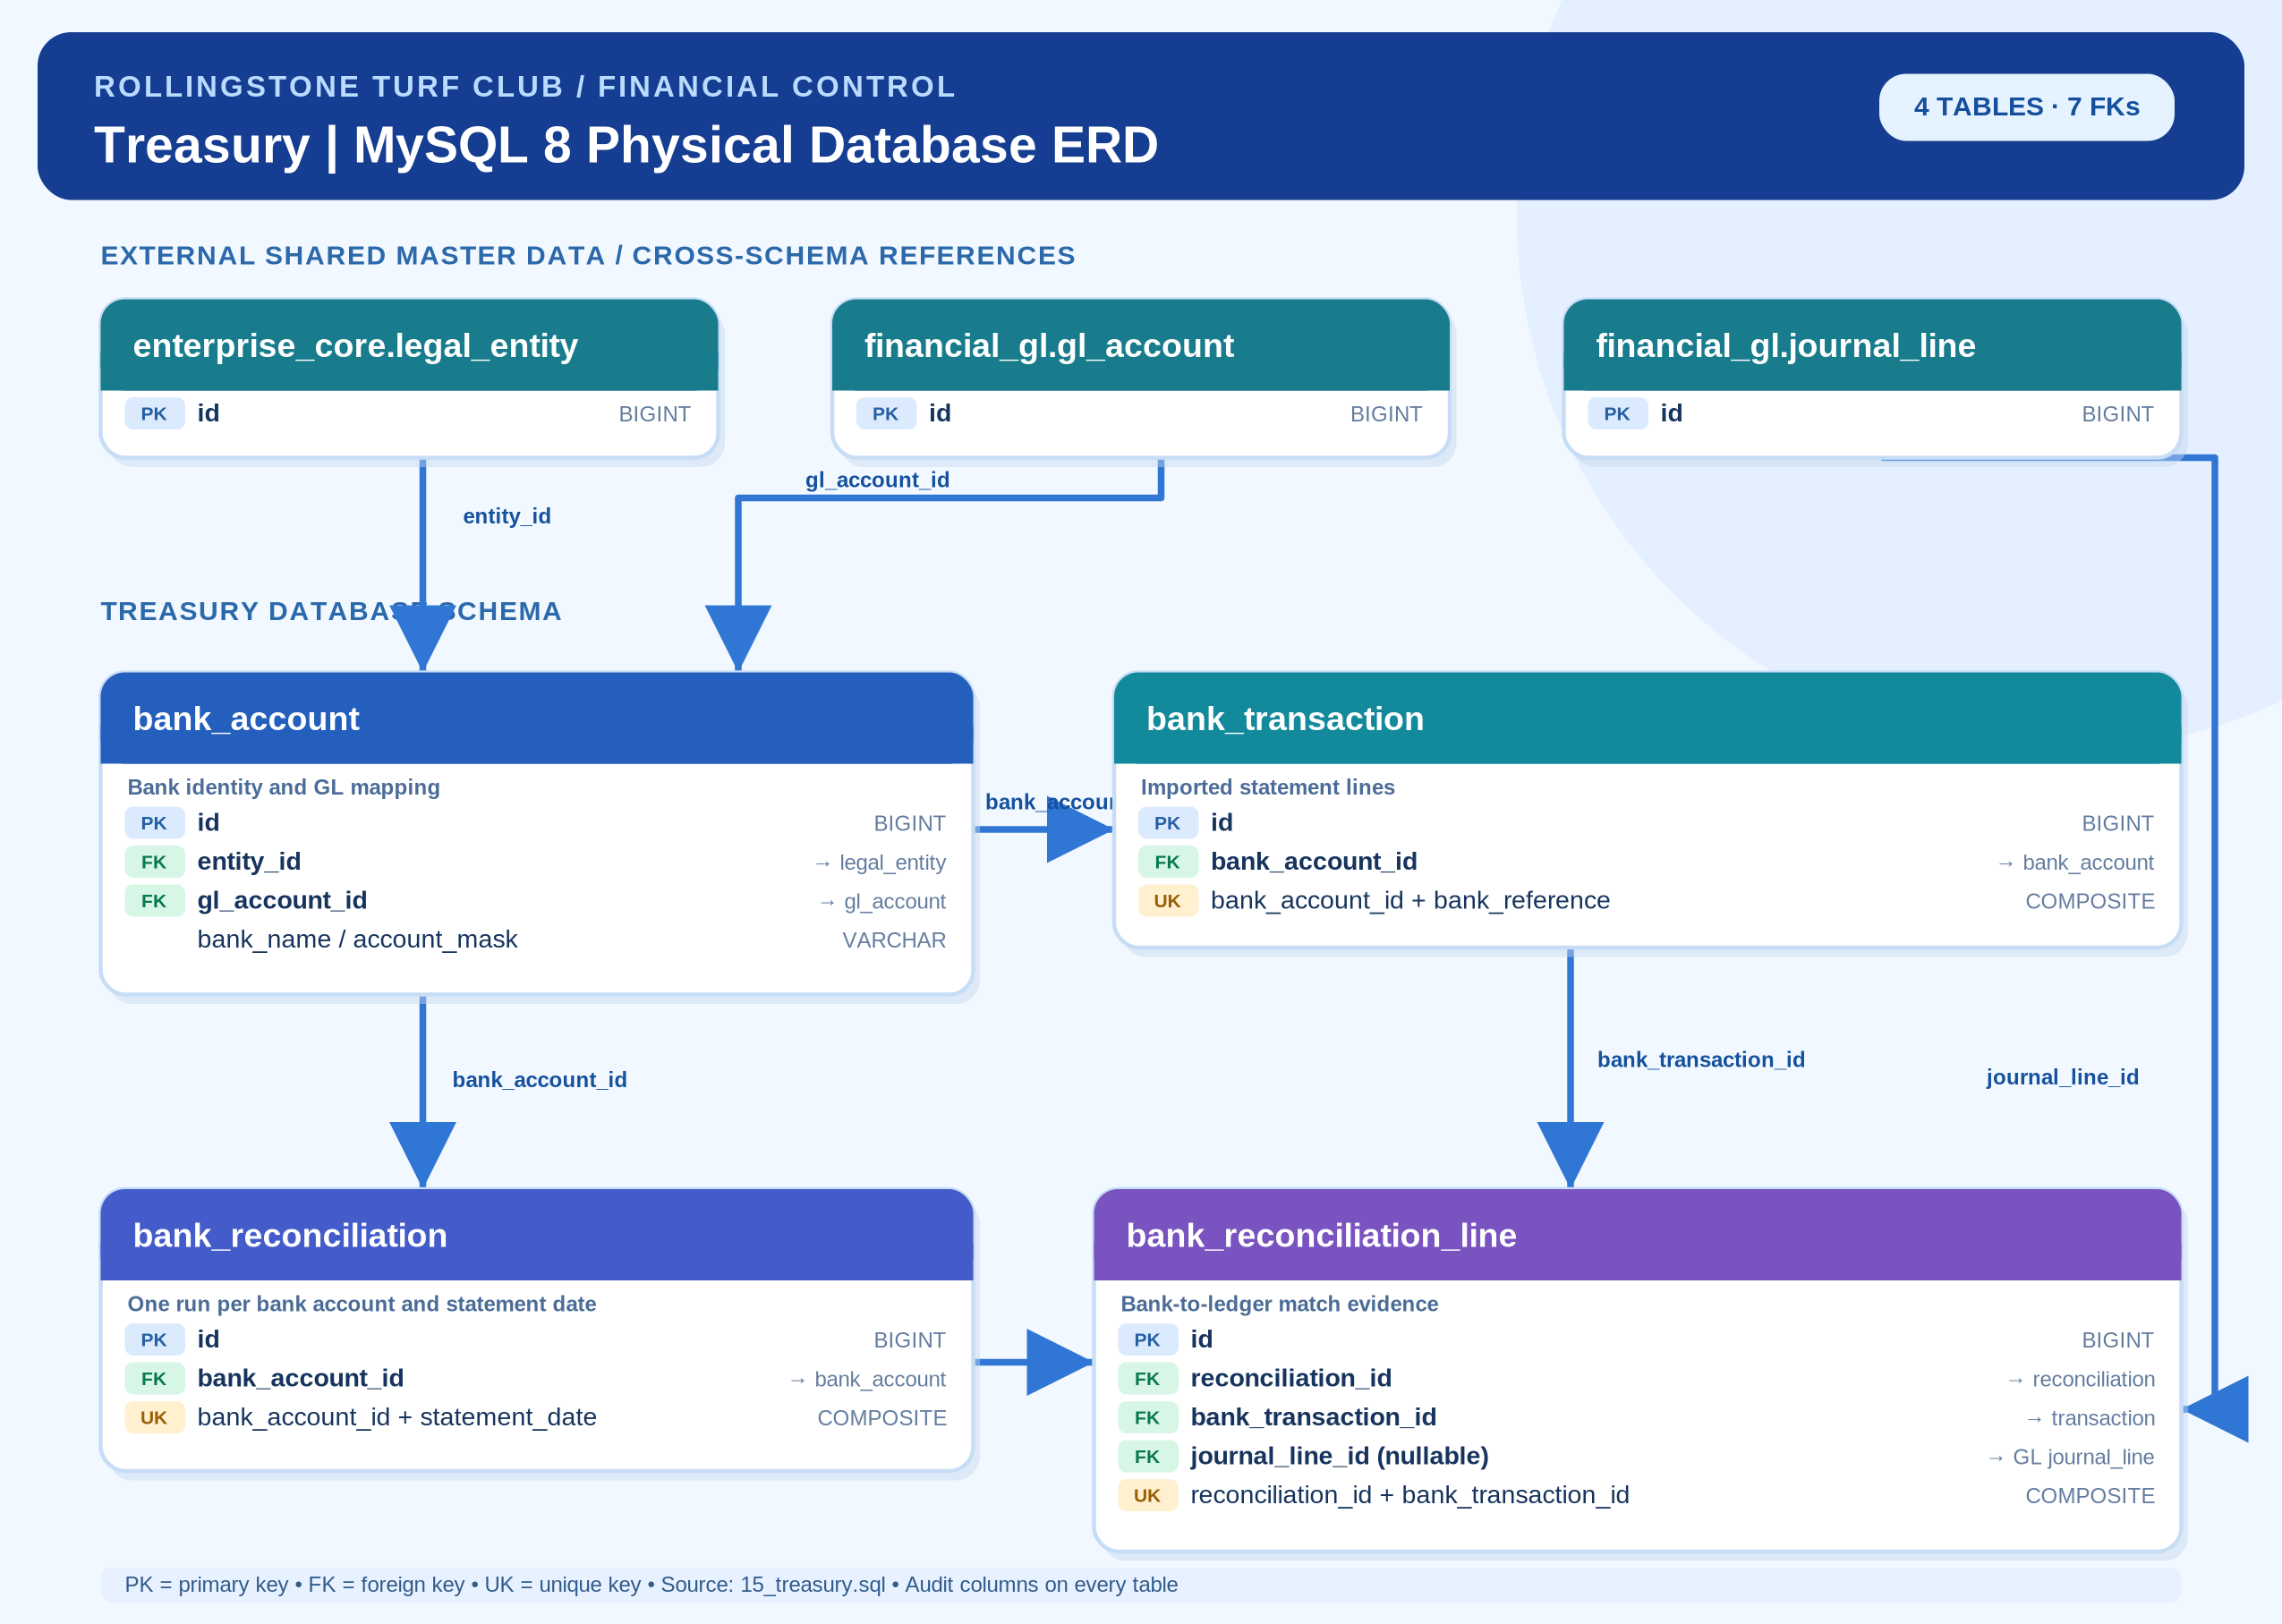 ROLLINGSTONE TURF CLUB / FINANCIAL CONTROL
Treasury | MySQL 8 Physical Database ERD
4 TABLES · 7 FKs
EXTERNAL SHARED MASTER DATA / CROSS-SCHEMA REFERENCES
enterprise_core.legal_entity
PK id BIGINT
financial_gl.gl_account
PK id BIGINT
financial_gl.journal_line
PK id BIGINT
gl_account_id
entity_id
TREASURY DATABASE SCHEMA
bank_account
Bank identity and GL mapping
PK id BIGINT
FK entity_id → legal_entity
FK gl_account_id → gl_account
bank_name / account_mask VARCHAR
bank_accour
bank_transaction
Imported statement lines
PK id BIGINT
FK bank_account_id → bank_account
UK bank_account_id + bank_reference COMPOSITE
bank_account_id
bank_transaction_id
journal_line_id
bank_reconciliation
One run per bank account and statement date
PK id BIGINT
FK bank_account_id → bank_account
UK bank_account_id + statement_date COMPOSITE
bank_reconciliation_line
Bank-to-ledger match evidence
PK id BIGINT
FK reconciliation_id → reconciliation
FK bank_transaction_id → transaction
FK journal_line_id (nullable) → GL journal_line
UK reconciliation_id + bank_transaction_id COMPOSITE
PK = primary key • FK = foreign key • UK = unique key • Source: 15_treasury.sql • Audit columns on every table